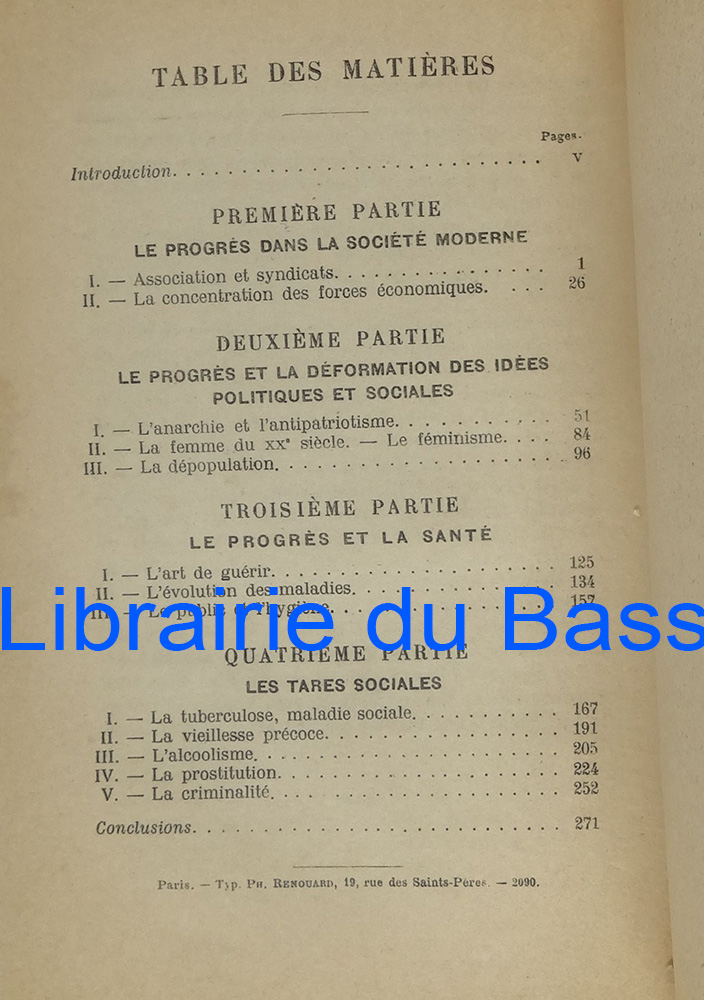 TABLE DES MATIÈRES
Pages.
Introduction. . . . . . . . . . . . . . . . . . . . . . . . . . . . V
PREMIÈRE PARTIE
LE PROGRÈS DANS LA SOCIÉTÉ MODERNE
I. — Association et syndicats. . . . . . . . . . . . . . . . 1
II. — La concentration des forces économiques. . . . 26
DEUXIÈME PARTIE
LE PROGRÈS ET LA DÉFORMATION DES IDÉES
POLITIQUES ET SOCIALES
I. — L'anarchie et l'antipatriotisme. . . . . . . . . . . . 51
II. — La femme du XXe siècle. — Le féminisme. . . . 84
III. — La dépopulation. . . . . . . . . . . . . . . . . . . . . 96
TROISIÈME PARTIE
LE PROGRÈS ET LA SANTÉ
I. — L'art de guérir. . . . . . . . . . . . . . . . . . . . . . 125
II. — L'évolution des maladies. . . . . . . . . . . . . . . 134
III. — Le public et l'hygiène. . . . . . . . . . . . . . . . . 157
Librairie du Bass
QUATRIÈME PARTIE
LES TARES SOCIALES
I. — La tuberculose, maladie sociale. . . . . . . . . . . 167
II. — La vieillesse précoce. . . . . . . . . . . . . . . . . . 191
III. — L'alcoolisme. . . . . . . . . . . . . . . . . . . . . . . 205
IV. — La prostitution. . . . . . . . . . . . . . . . . . . . . 224
V. — La criminalité. . . . . . . . . . . . . . . . . . . . . 252
Conclusions. . . . . . . . . . . . . . . . . . . . . . . . . . . . 271
Paris. — Typ. PH. RENOUARD, 19, rue des Saints-Pères. — 2090.